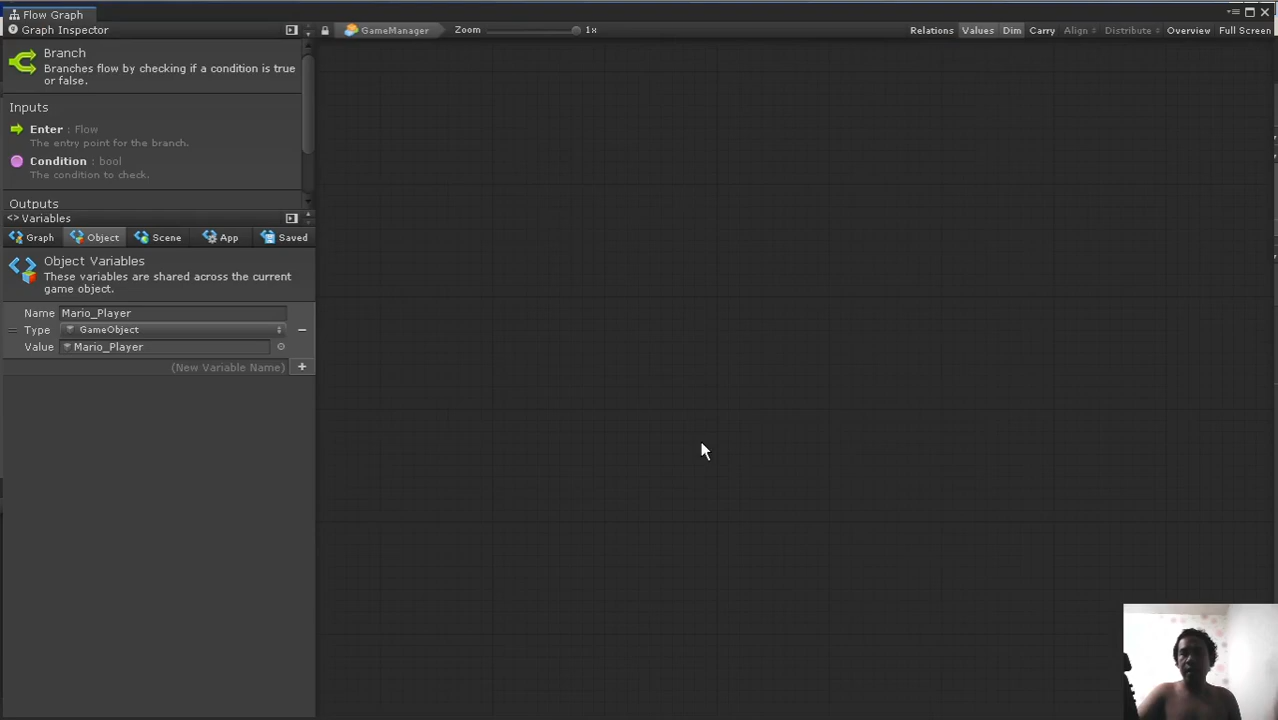 Flow Graph
Graph Inspector
GameManager Zoom 1x Relations Values Dim Carry Align Distribute Overview Full Screen
Branch
Branches flow by checking if a condition is true
or false.
Inputs
Enter : Flow
The entry point for the branch.
Condition : bool
The condition to check.
Outputs
<> Variables
Graph Object Scene App Saved
Object Variables
These variables are shared across the current
game object.
Name Mario_Player
Type GameObject
Value Mario_Player
(New Variable Name)